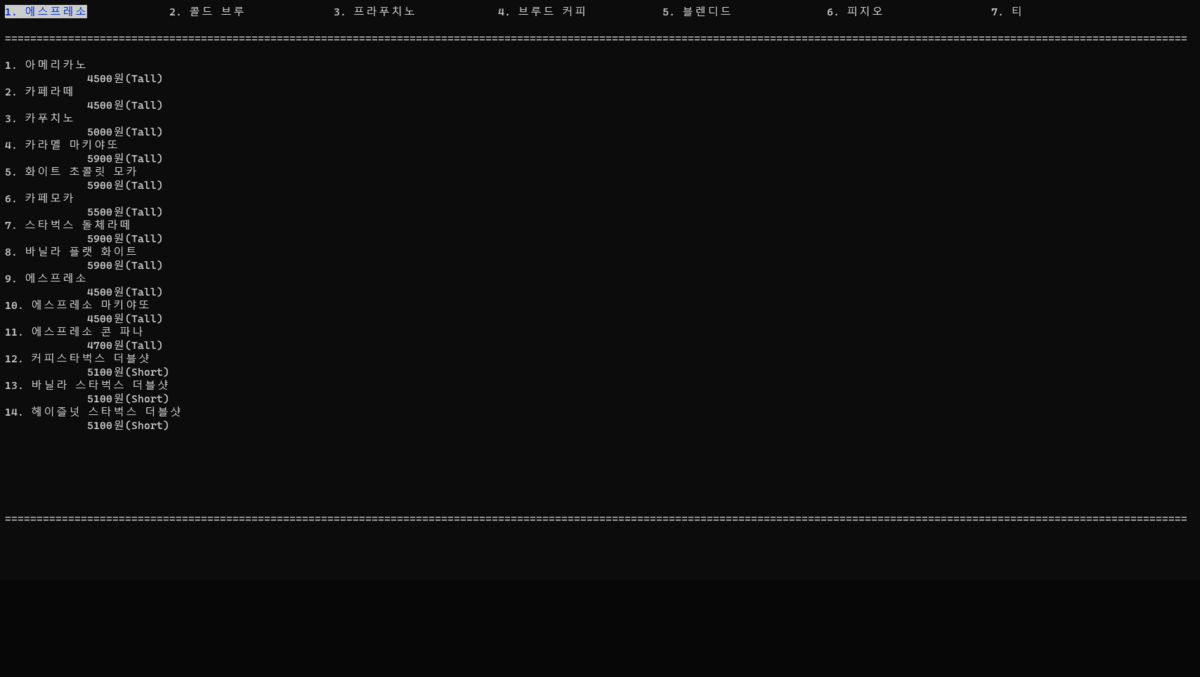 1. 에스프레소 2. 콜드 브루 3. 프라푸치노 4. 브루드 커피 5. 블렌디드 6. 피지오 7. 티
============================================================================================================================================================================================
1. 아메리카노
4500원(Tall)
2. 카페라떼
4500원(Tall)
3. 카푸치노
5000원(Tall)
4. 카라멜 마키야또
5900원(Tall)
5. 화이트 조콜릿 모카
5900원(Tall)
6. 카페모카
5500원(Tall)
7. 스타벅스 돌체라떼
5900원(Tall)
8. 바닐라 플랫 화이트
5900원(Tall)
9. 에스프레소
4500원(Tall)
10. 에스프레소 마키야또
4500원(Tall)
11. 에스프레소 콘 파나
4700원(Tall)
12. 커피스타벅스 더블샷
5100원(Short)
13. 바닐라 스타벅스 더블샷
5100원(Short)
14. 헤이즐넛 스타벅스 더블샷
5100원(Short)
============================================================================================================================================================================================